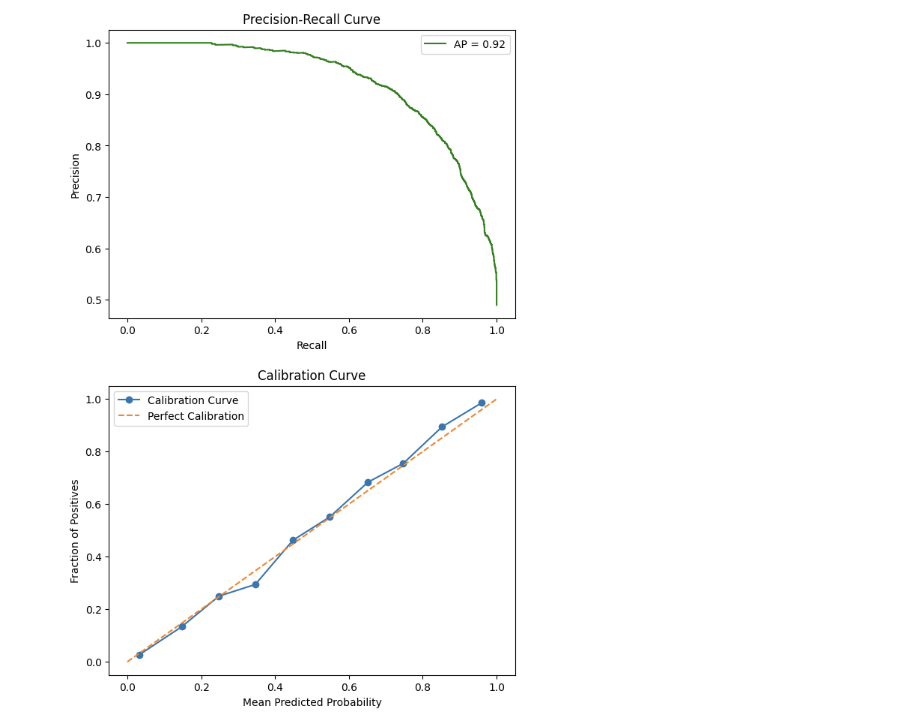 Precision-Recall Curve
1.0
AP = 0.92
0.9
0.8
Precision
0.7
0.6
0.5
0.0 0.2 0.4 0.6 0.8 1.0
Recall
Calibration Curve
1.0
Calibration Curve
Perfect Calibration
0.8
0.6
Fraction of Positives
0.4
0.2
0.0
0.0 0.2 0.4 0.6 0.8 1.0
Mean Predicted Probability